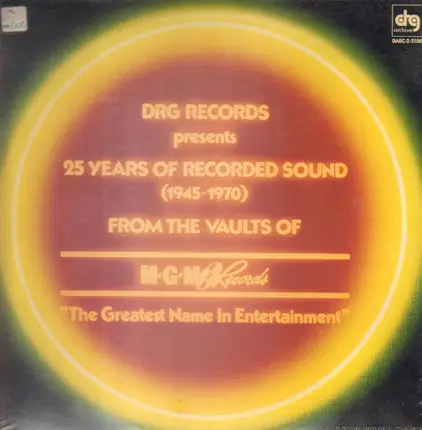 drg
archive
DARC-2-2100
DRG RECORDS
presents
25 YEARS OF RECORDED SOUND
(1945-1970)
FROM THE VAULTS OF
M-G-M Records
"The Greatest Name In Entertainment"